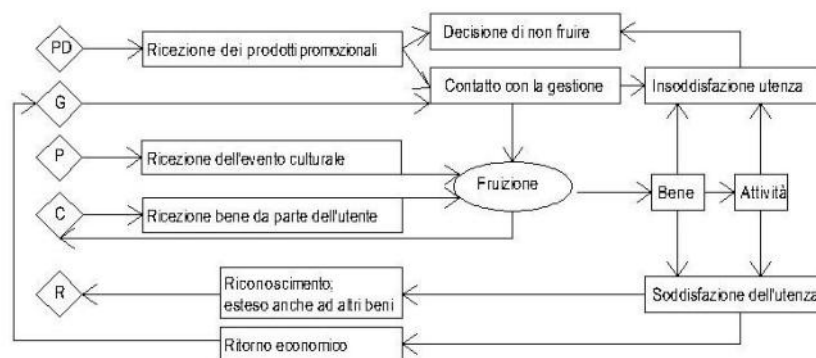 PD
Ricezione dei prodotti promozionali
Decisione di non fruire
G
Contatto con la gestione
Insoddisfazione utenza
P
Ricezione dell'evento culturale
Fruizione
Bene
Attività
C
Ricezione bene da parte dell'utente
R
Riconoscimento;
esteso anche ad altri beni
Soddisfazione dell'utenza
Ritorno economico